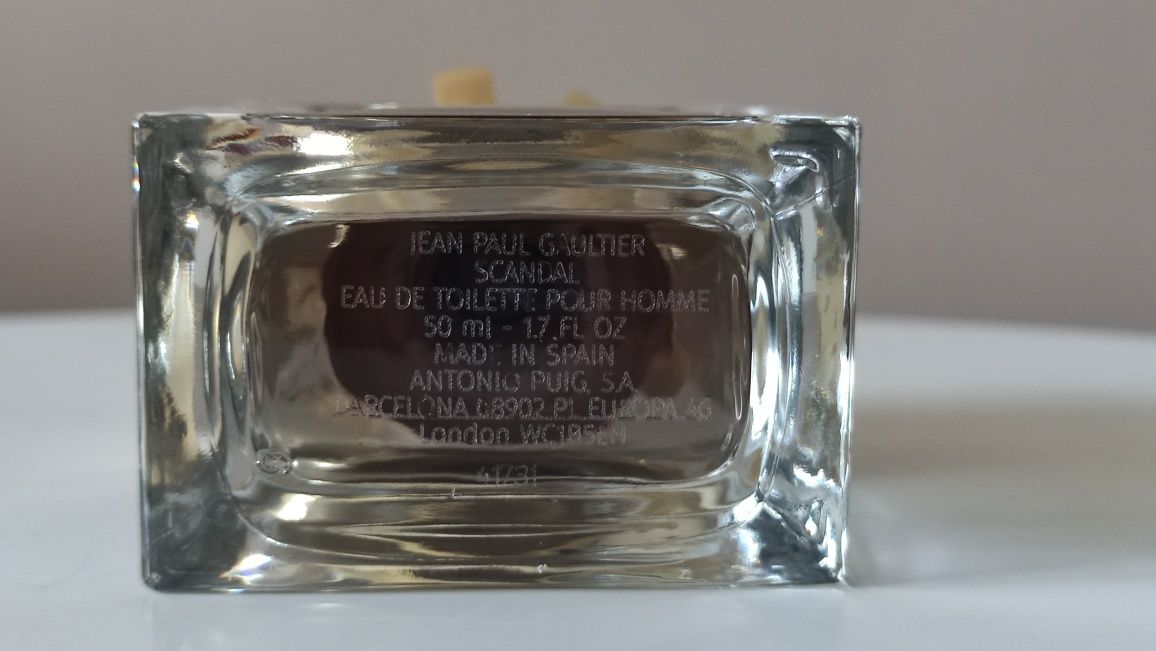 JEAN PAUL GAULTIER
SCANDAL
EAU DE TOILETTE POUR HOMME
50 ml - 1.7.FL OZ
MADE IN SPAIN
ANTONIO PUIG, S.A.
BARCELONA 08902 PL.EUROPA,46
London WC1B5EH